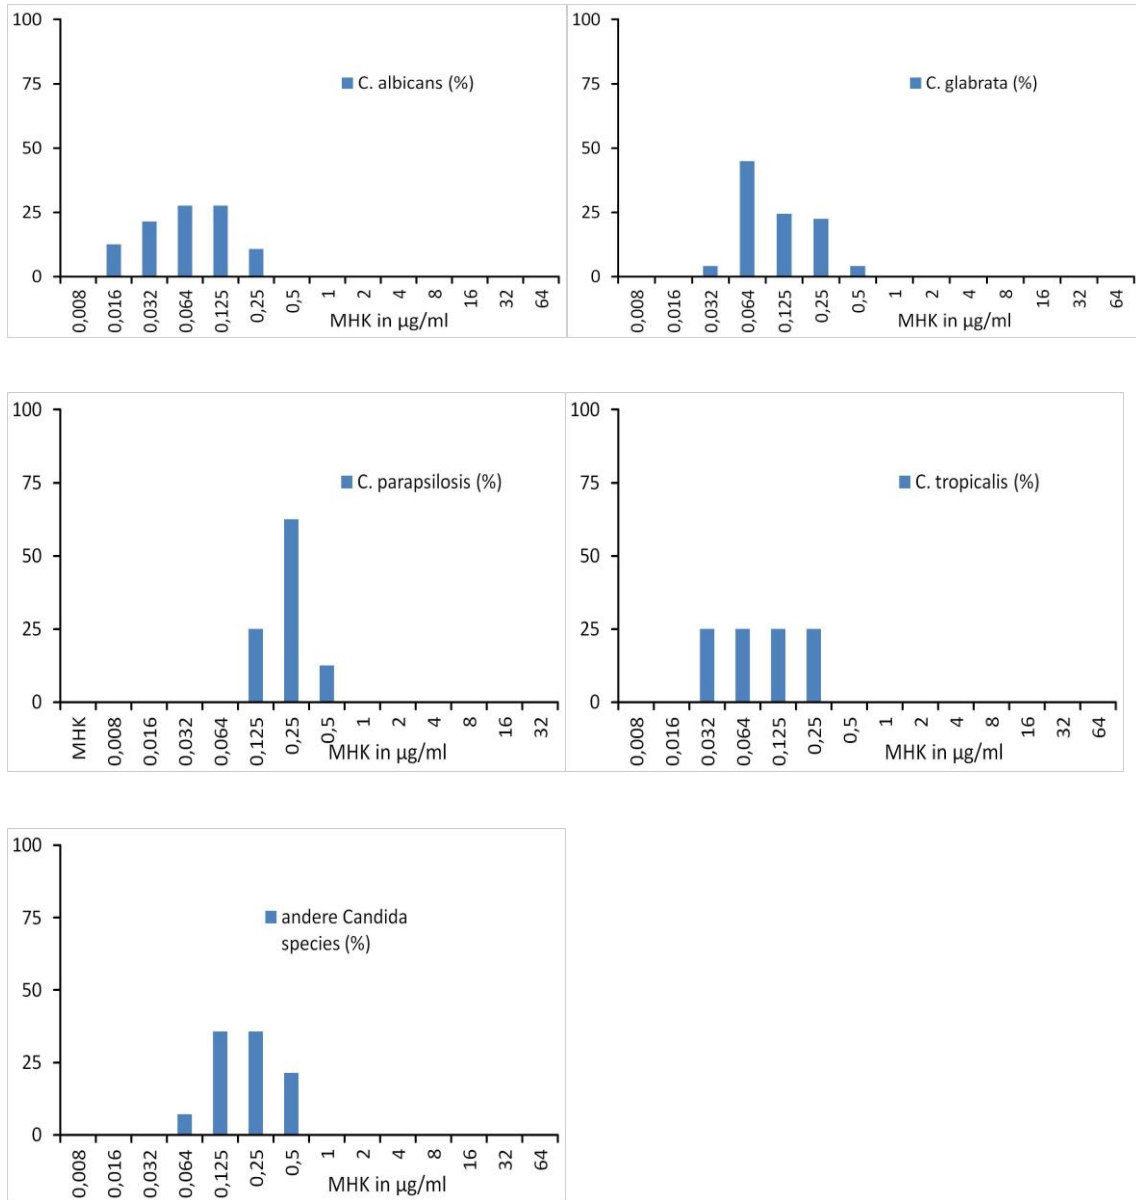 100
75
50
25
0
C. albicans (%)
0,008 0,016 0,032 0,064 0,125 0,25 0,5 1 2 4 8 16 32 64
MHK in µg/ml
100
75
50
25
0
C. glabrata (%)
0,008 0,016 0,032 0,064 0,125 0,25 0,5 1 2 4 8 16 32 64
MHK in µg/ml
100
75
50
25
0
C. parapsilosis (%)
MHK 0,008 0,016 0,032 0,064 0,125 0,25 0,5 1 2 4 8 16 32
MHK in µg/ml
100
75
50
25
0
C. tropicalis (%)
0,008 0,016 0,032 0,064 0,125 0,25 0,5 1 2 4 8 16 32 64
MHK in µg/ml
100
75
50
25
0
andere Candida
species (%)
0,008 0,016 0,032 0,064 0,125 0,25 0,5 1 2 4 8 16 32 64
MHK in µg/ml